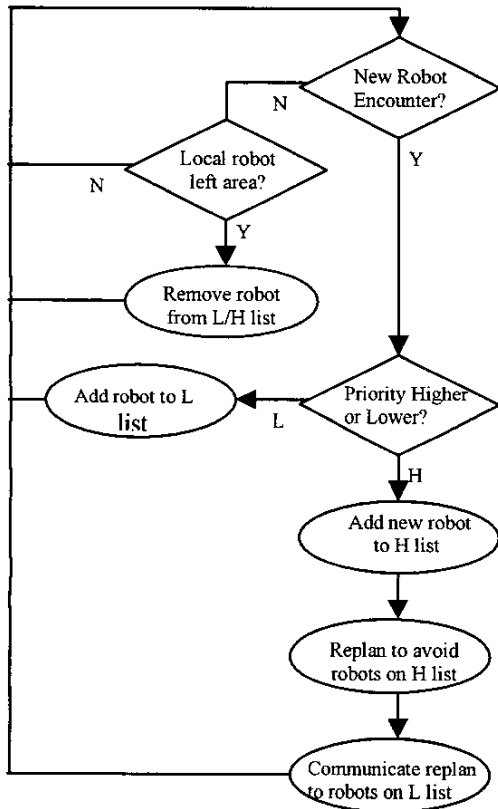 New Robot
Encounter?
N
Y
Local robot
left area?
N
Y
Remove robot
from L/H list
Add robot to L
list
L
Priority Higher
or Lower?
H
Add new robot
to H list
Replan to avoid
robots on H list
Communicate replan
to robots on L list